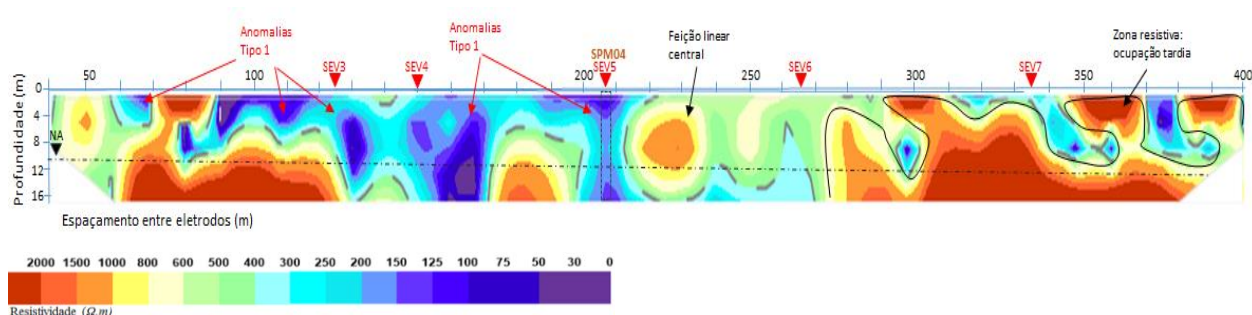 Anomalias
Tipo 1
Anomalias
Tipo 1
SPM04
Feição linear
central
Zona resistiva:
ocupação tardia
SEV3
SEV4
SEV5
SEV6
SEV7
50
100
200
250
300
350
400
Profundidade (m)
0
4
8
12
16
NA
Espaçamento entre eletrodos (m)
2000 1500 1000 800 600 500 400 300 250 200 150 125 100 75 50 30 0
Resistividade (Ω.m)